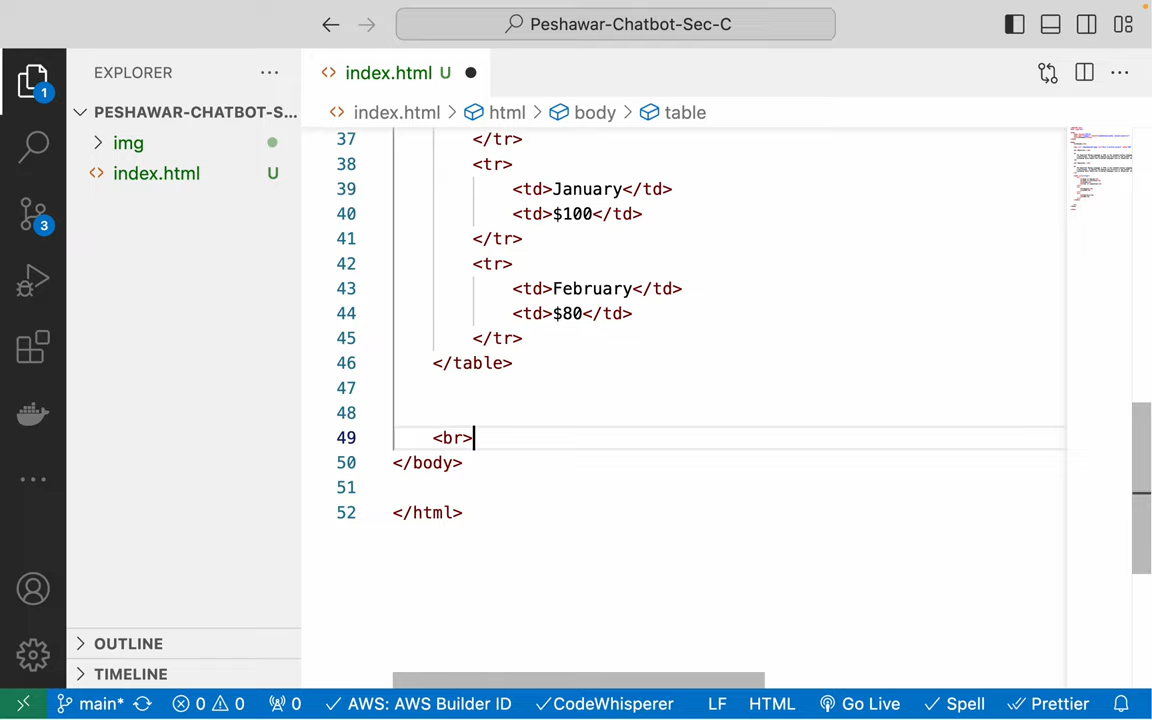 Peshawar-Chatbot-Sec-C
EXPLORER
index.html U
PESHAWAR-CHATBOT-S...
index.html > html > body > table
img
index.html U
1
3
37 </tr>
38 <tr>
39 <td>January</td>
40 <td>$100</td>
41 </tr>
42 <tr>
43 <td>February</td>
44 <td>$80</td>
45 </tr>
46 </table>
47
48
49 <br>
50 </body>
51
52 </html>
OUTLINE
TIMELINE
main* 0 0 0 AWS: AWS Builder ID CodeWhisperer LF HTML Go Live Spell Prettier